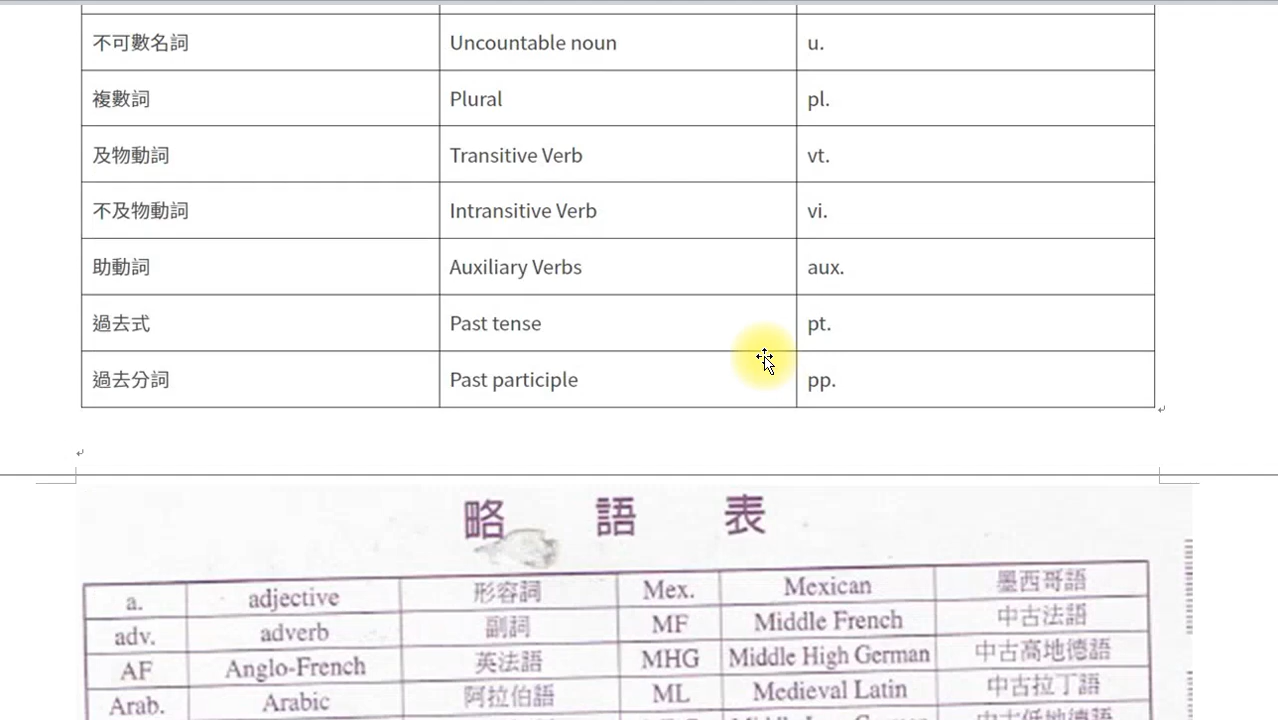 不可數名詞 Uncountable noun u.
複數詞 Plural pl.
及物動詞 Transitive Verb vt.
不及物動詞 Intransitive Verb vi.
助動詞 Auxiliary Verbs aux.
過去式 Past tense pt.
過去分詞 Past participle pp.
略 語 表
a. adjective 形容詞 Mex. Mexican 墨西哥語
adv. adverb 副詞 MF Middle French 中古法語
AF Anglo-French 英法語 MHG Middle High German 中古高地德語
Arab. Arabic 阿拉伯語 ML Medieval Latin 中古拉丁語